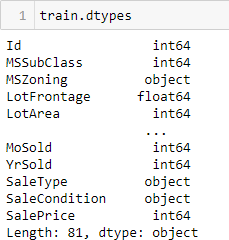 train.dtypes
Id int64
MSSubClass int64
MSZoning object
LotFrontage float64
LotArea int64
...
MoSold int64
YrSold int64
SaleType object
SaleCondition object
SalePrice int64
Length: 81, dtype: object